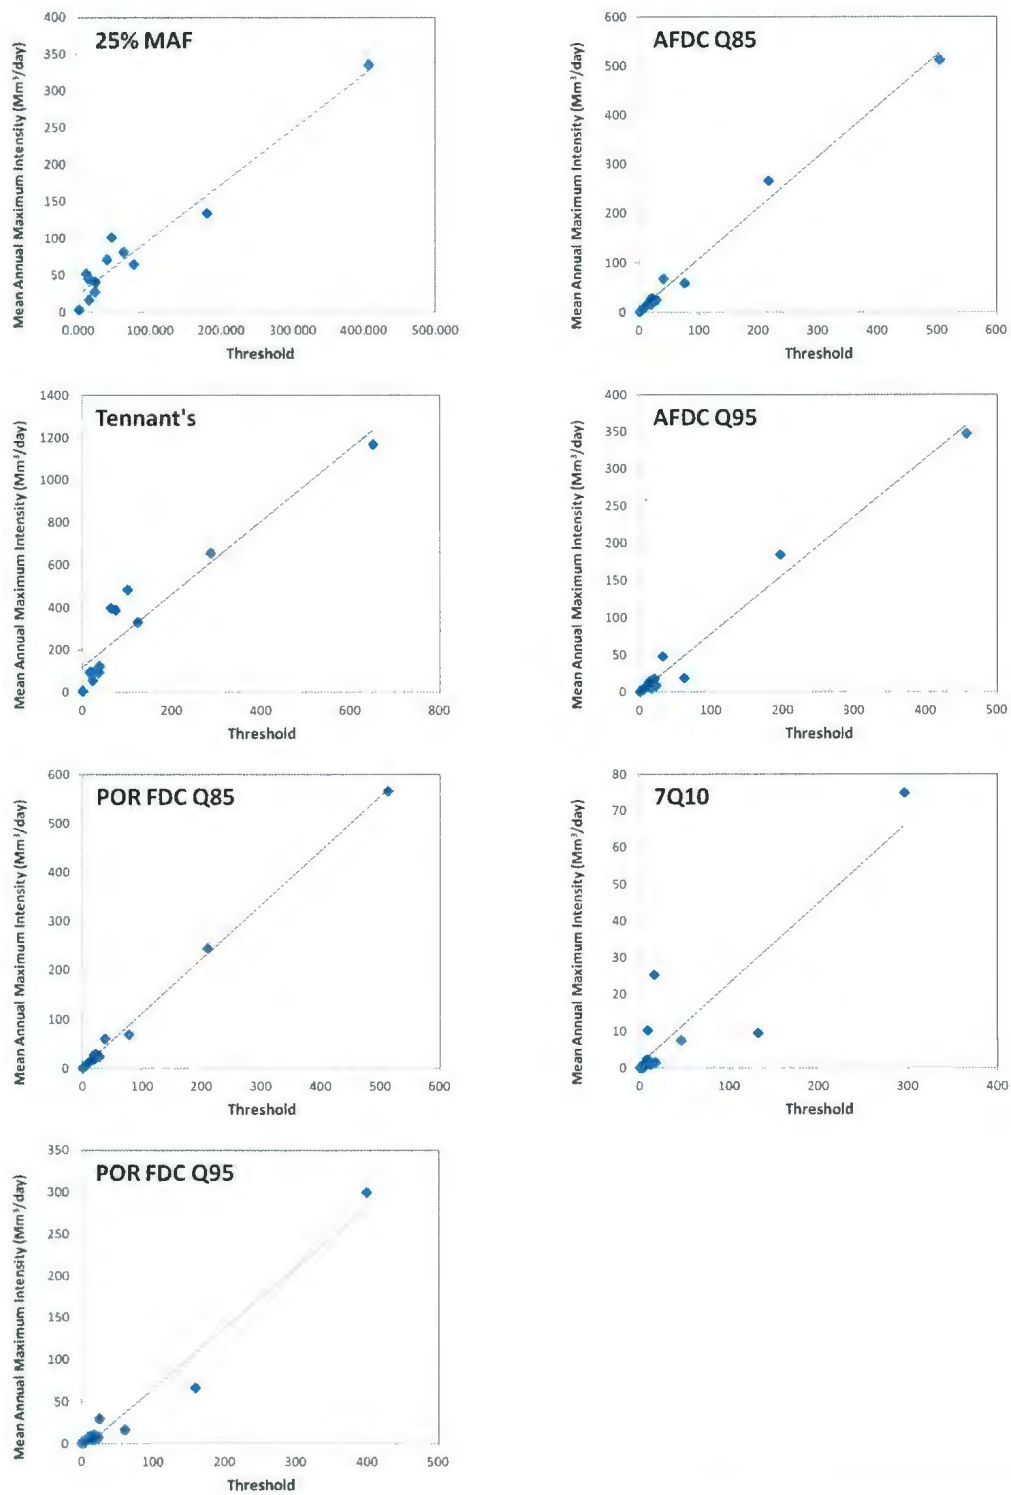 25% MAF
Mean Annual Maximum Intensity (Mm³/day)
400
350
300
250
200
150
100
50
0
0.000 100.000 200.000 300.000 400.000 500.000
Threshold
AFDC Q85
Mean Annual Maximum Intensity (Mm³/day)
600
500
400
300
200
100
0
0 100 200 300 400 500 600
Threshold
Tennant's
Mean Annual Maximum Intensity (Mm³/day)
1400
1200
1000
800
600
400
200
0
0 200 400 600 800
Threshold
AFDC Q95
Mean Annual Maximum Intensity (Mm³/day)
400
350
300
250
200
150
100
50
0
0 100 200 300 400 500
Threshold
POR FDC Q85
Mean Annual Maximum Intensity (Mm³/day)
600
500
400
300
200
100
0
0 100 200 300 400 500 600
Threshold
7Q10
Mean Annual Maximum Intensity (Mm³/day)
80
70
60
50
40
30
20
10
0
0 100 200 300 400
Threshold
POR FDC Q95
Mean Annual Maximum Intensity (Mm³/day)
350
300
250
200
150
100
50
0
0 100 200 300 400 500
Threshold